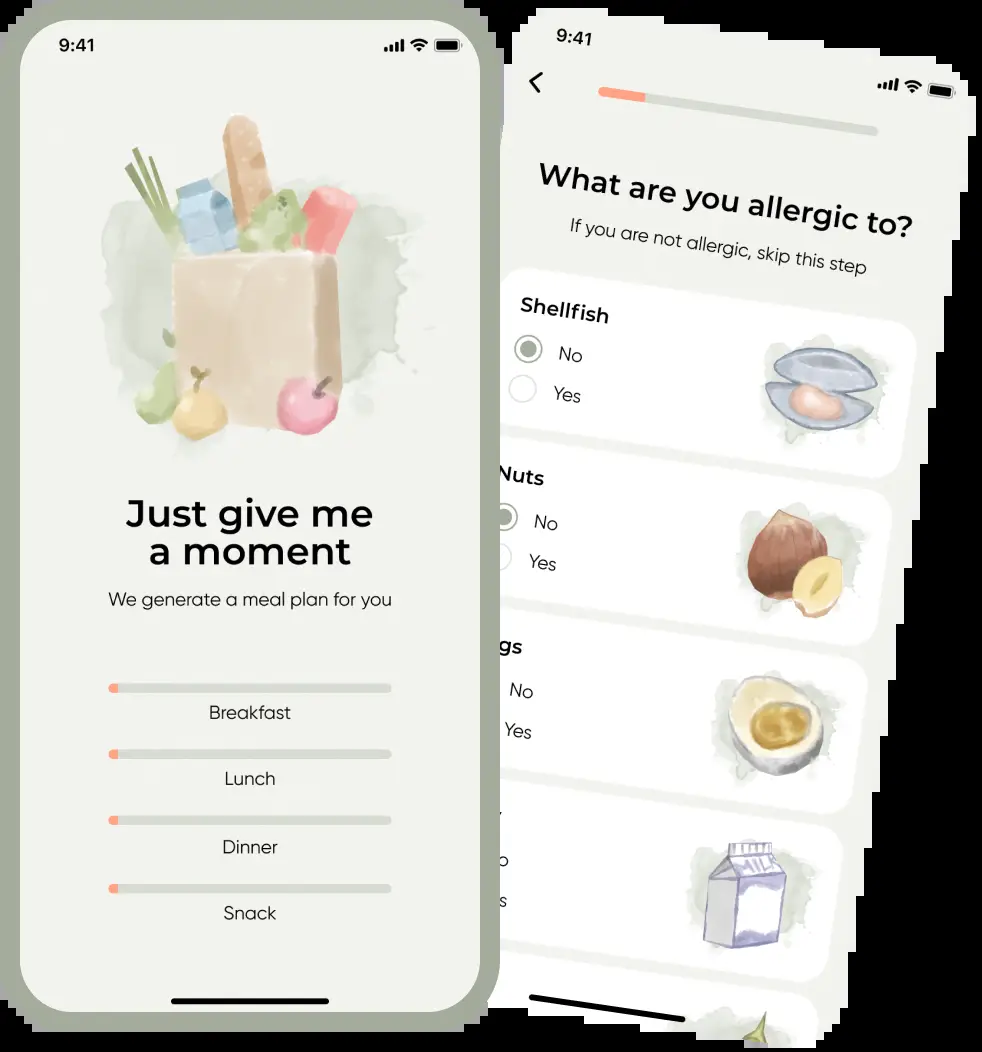 9:41
Just give me
a moment
We generate a meal plan for you
Breakfast
Lunch
Dinner
Snack
9:41
What are you allergic to?
If you are not allergic, skip this step
Shellfish
No
Yes
Nuts
No
Yes
gs
No
Yes
o
s
MILK